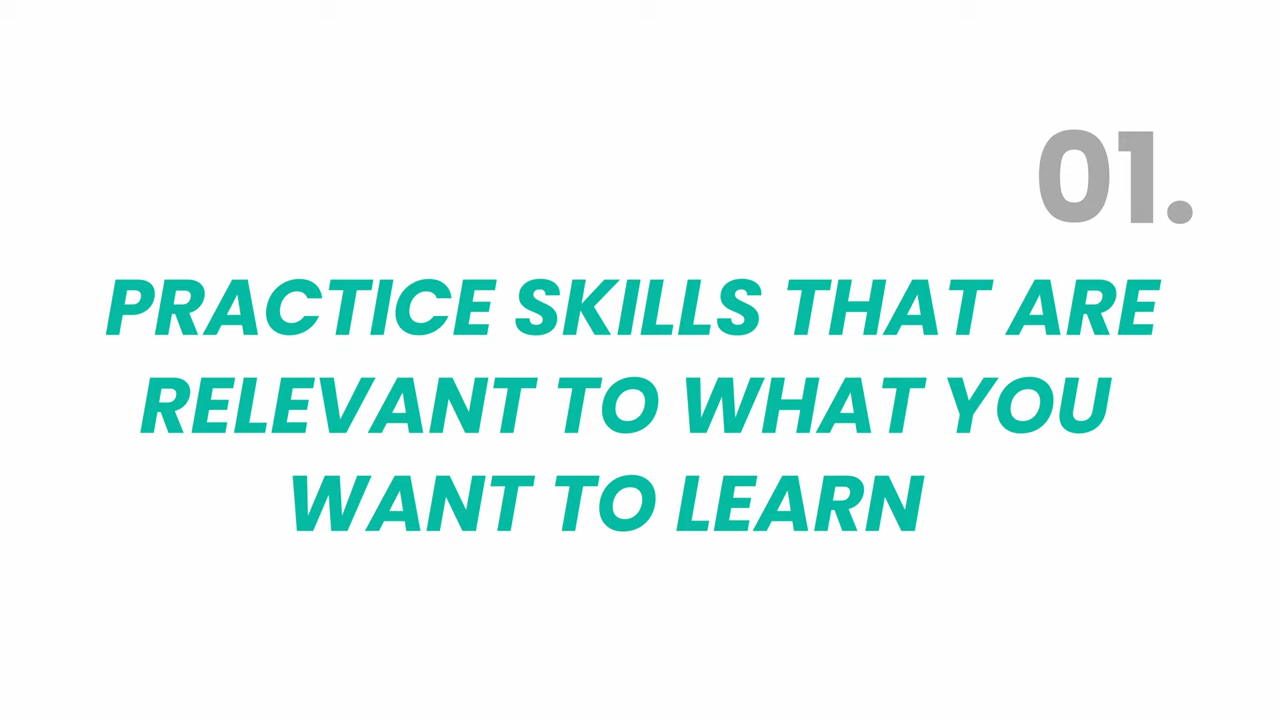 01.
PRACTICE SKILLS THAT ARE
RELEVANT TO WHAT YOU
WANT TO LEARN